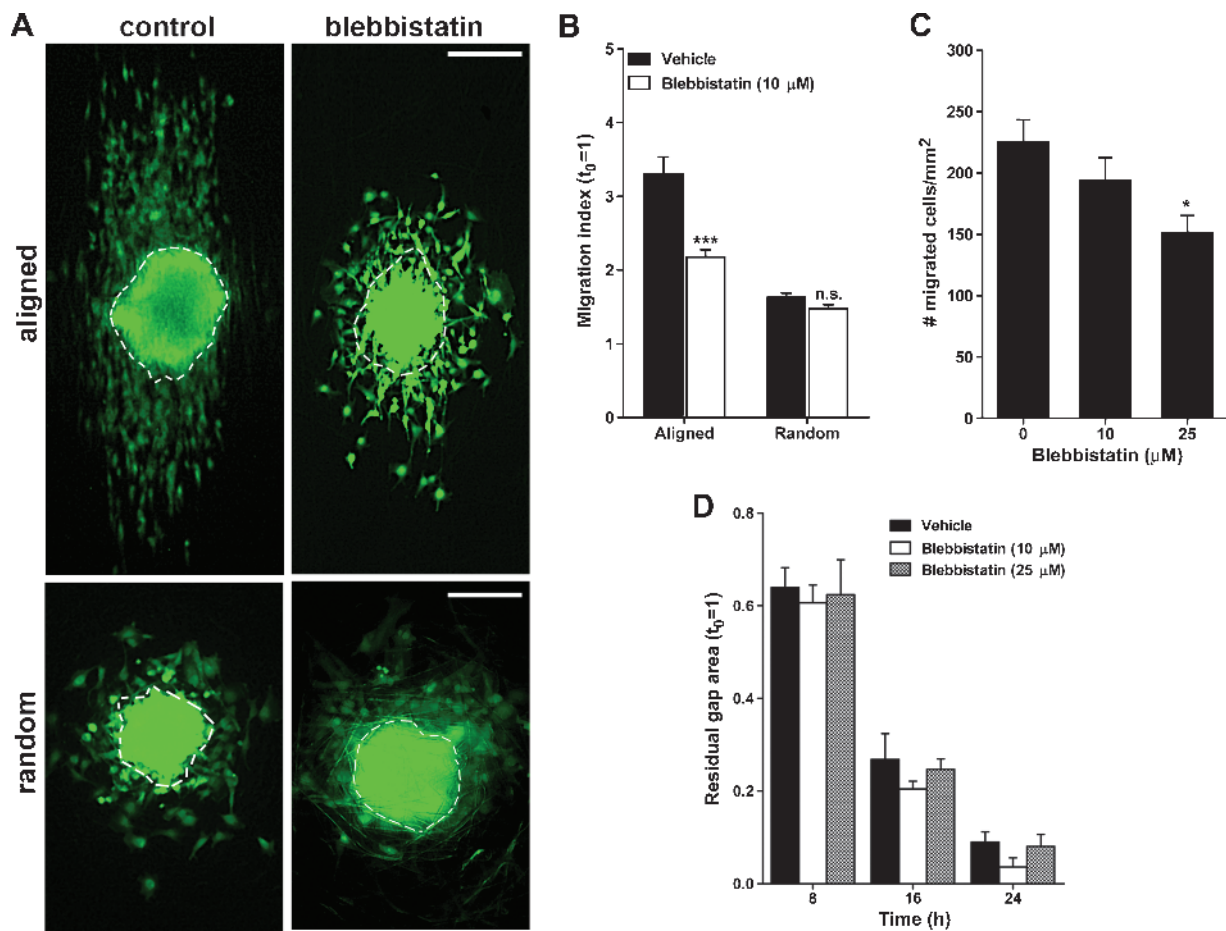 A
control
blebbistatin
aligned
random
B
Vehicle
Blebbistatin (10 μM)
Migration index (t₀=1)
5
4
3
2
1
0
***
n.s.
Aligned
Random
C
# migrated cells/mm²
300
250
200
150
100
50
0
*
0
10
25
Blebbistatin (μM)
D
Vehicle
Blebbistatin (10 μM)
Blebbistatin (25 μM)
Residual gap area (t₀=1)
0.8
0.6
0.4
0.2
0.0
8
16
24
Time (h)